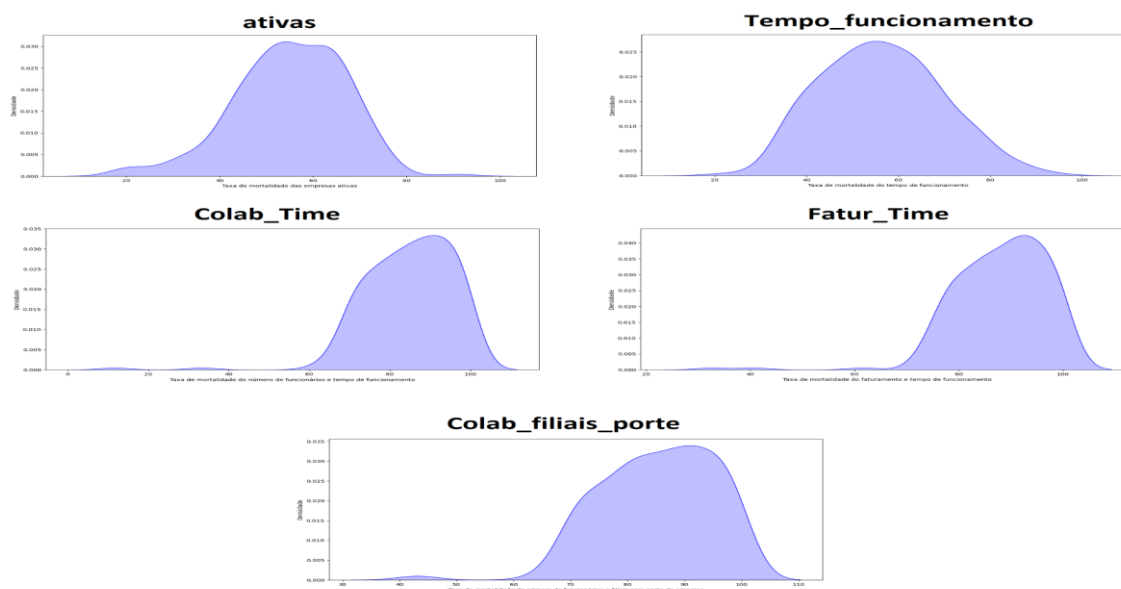 ativas
0.030
0.025
0.020
0.015
0.010
0.005
0.000
Densidade
20 40 60 80 100
Taxa de mortalidade das empresas ativas
Tempo_funcionamento
0.025
0.020
0.015
0.010
0.005
0.000
Densidade
20 40 60 80 100
Taxa de mortalidade do tempo de funcionamento
Colab_Time
0.035
0.030
0.025
0.020
0.015
0.010
0.005
0.000
Densidade
0 20 40 60 80 100
Taxa de mortalidade do número de funcionários e tempo de funcionamento
Fatur_Time
0.040
0.035
0.030
0.025
0.020
0.015
0.010
0.005
0.000
Densidade
20 40 60 80 100
Taxa de mortalidade do faturamento e tempo de funcionamento
Colab_filiais_porte
0.035
0.030
0.025
0.020
0.015
0.010
0.005
0.000
Densidade
30 40 50 60 70 80 90 100 110